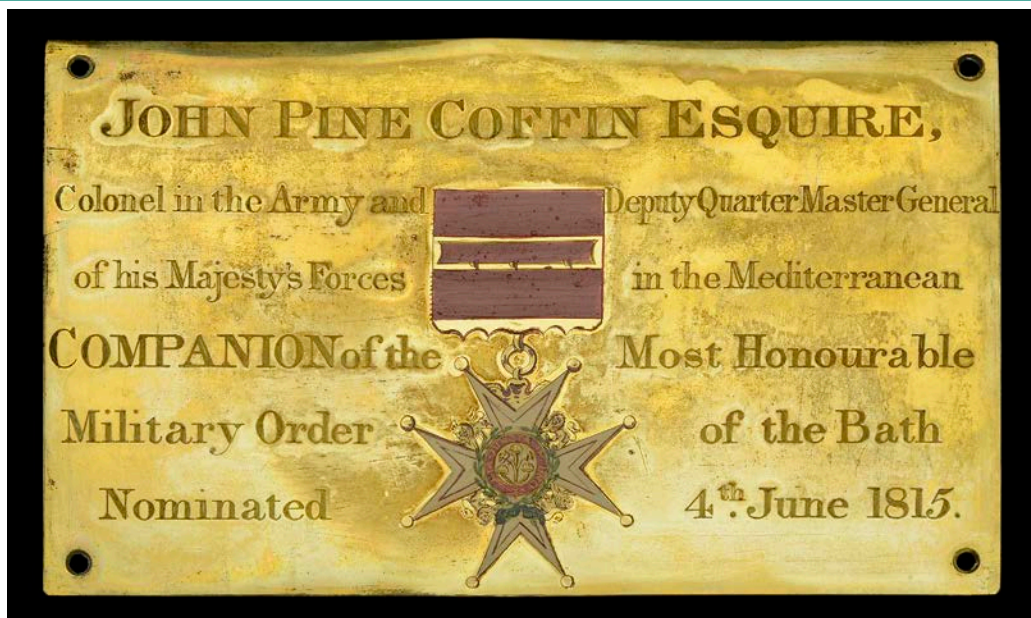 JOHN PINE COFFIN ESQUIRE,
Colonel in the Army and Deputy Quarter Master General
of his Majesty's Forces in the Mediterranean
COMPANION of the Most Honourable
Military Order of the Bath
Nominated 4th. June 1815.